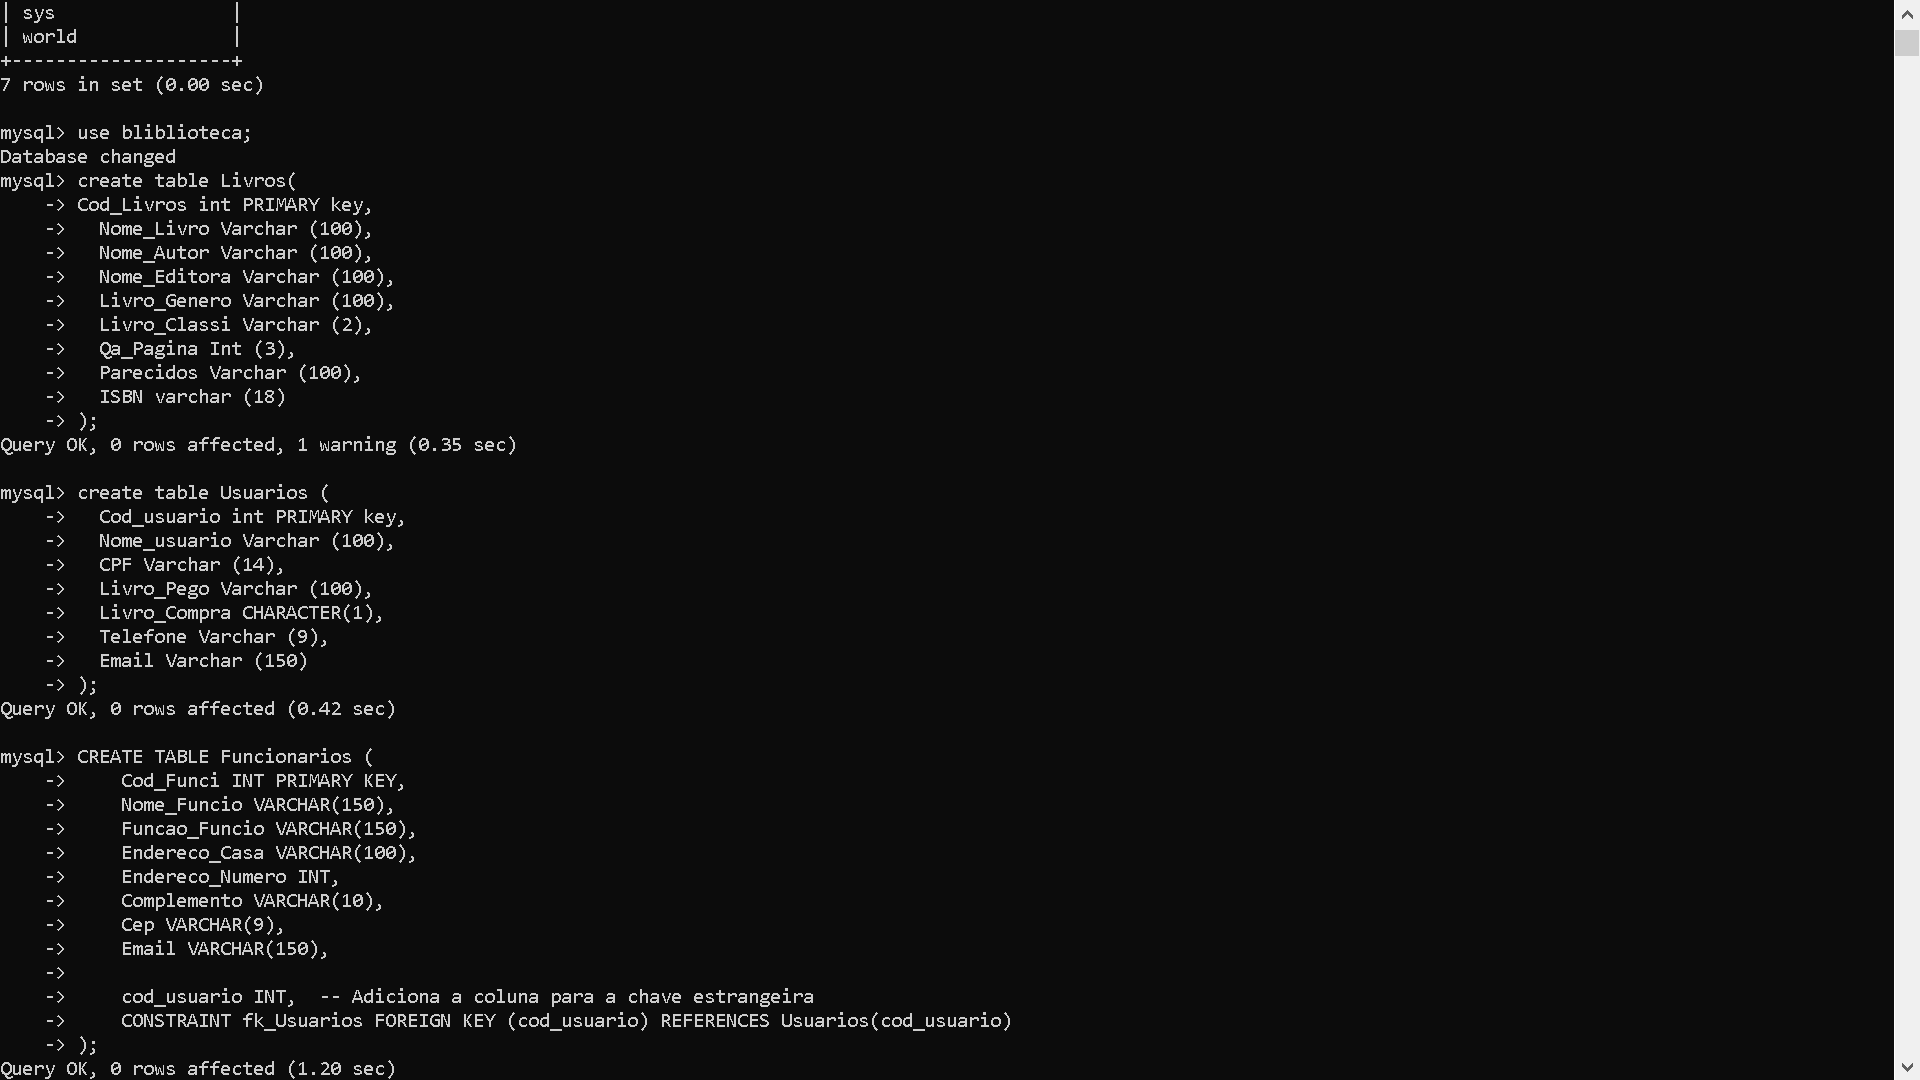 | sys                |
| world              |
+--------------------+
7 rows in set (0.00 sec)

mysql> use bliblioteca;
Database changed
mysql> create table Livros(
    -> Cod_Livros int PRIMARY key,
    ->   Nome_Livro Varchar (100),
    ->   Nome_Autor Varchar (100),
    ->   Nome_Editora Varchar (100),
    ->   Livro_Genero Varchar (100),
    ->   Livro_Classi Varchar (2),
    ->   Qa_Pagina Int (3),
    ->   Parecidos Varchar (100),
    ->   ISBN varchar (18)
    -> );
Query OK, 0 rows affected, 1 warning (0.35 sec)

mysql> create table Usuarios (
    ->   Cod_usuario int PRIMARY key,
    ->   Nome_usuario Varchar (100),
    ->   CPF Varchar (14),
    ->   Livro_Pego Varchar (100),
    ->   Livro_Compra CHARACTER(1),
    ->   Telefone Varchar (9),
    ->   Email Varchar (150)
    -> );
Query OK, 0 rows affected (0.42 sec)

mysql> CREATE TABLE Funcionarios (
    ->     Cod_Funci INT PRIMARY KEY,
    ->     Nome_Funcio VARCHAR(150),
    ->     Funcao_Funcio VARCHAR(150),
    ->     Endereco_Casa VARCHAR(100),
    ->     Endereco_Numero INT,
    ->     Complemento VARCHAR(10),
    ->     Cep VARCHAR(9),
    ->     Email VARCHAR(150),
    ->
    ->     cod_usuario INT,  -- Adiciona a coluna para a chave estrangeira
    ->     CONSTRAINT fk_Usuarios FOREIGN KEY (cod_usuario) REFERENCES Usuarios(cod_usuario)
    -> );
Query OK, 0 rows affected (1.20 sec)